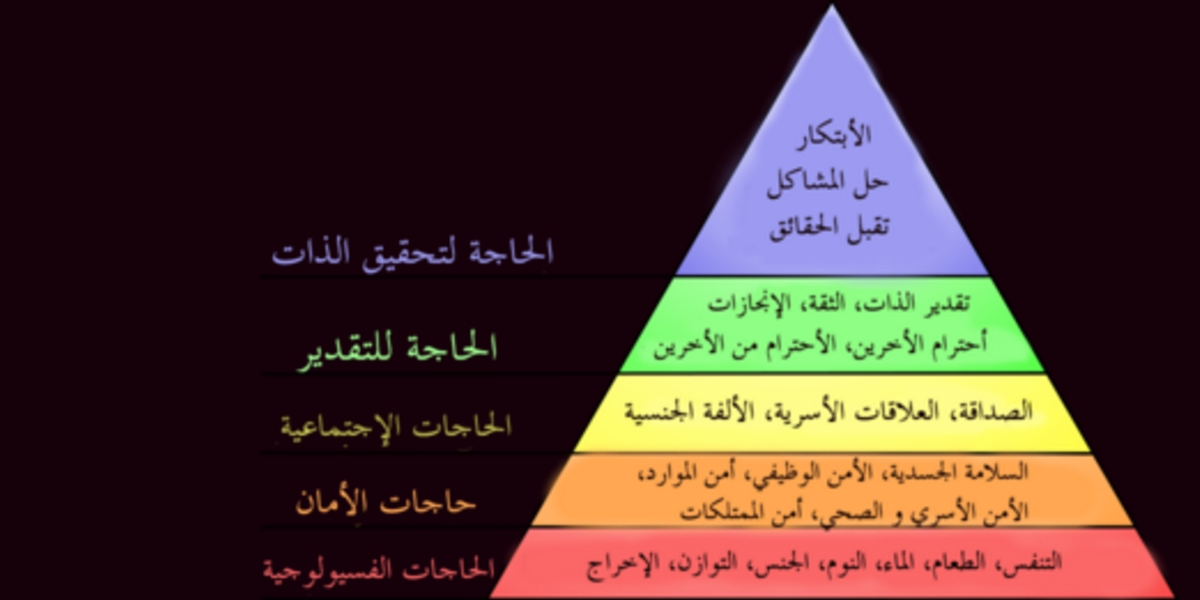 الأبتكار
حل المشاكل
تقبل الحقائق
الحاجة لتحقيق الذات
تقدير الذات، الثقة، الإنجازات
أحترام الأخرين، الأحترام من الأخرين
الحاجة للتقدير
الصداقة، العلاقات الأسرية، الألفة الجنسية
الحاجات الإجتماعية
السلامة الجسدية، الأمن الوظيفي، أمن الموارد،
الأمن الأسري و الصحي، أمن الممتلكات
حاجات الأمان
التنفس، الطعام، الماء، النوم، الجنس، التوازن، الإخراج
الحاجات الفسيولوجية